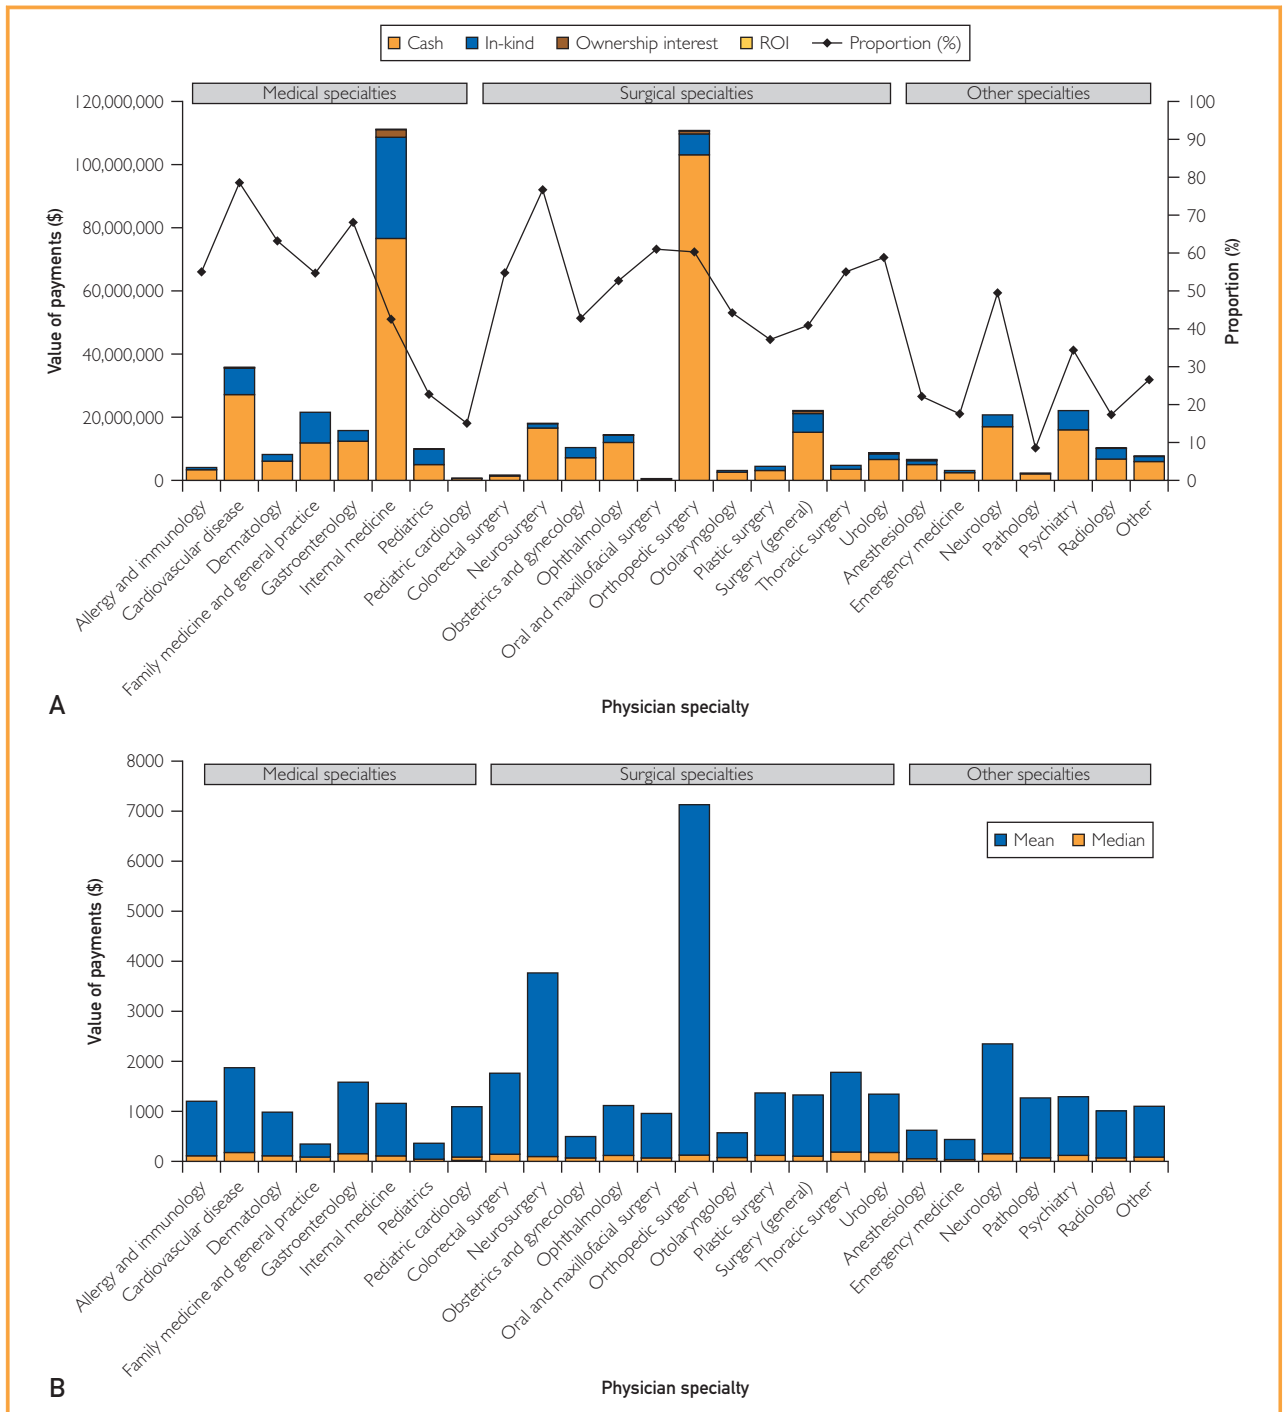 Cash In-kind Ownership interest ROI Proportion (%)
Medical specialties Surgical specialties Other specialties
120,000,000
100,000,000
80,000,000
60,000,000
40,000,000
20,000,000
0
Value of payments ($)
100
90
80
70
60
50
40
30
20
10
0
Proportion (%)
Allergy and immunology
Cardiovascular disease
Dermatology
Family medicine and general practice
Gastroenterology
Internal medicine
Pediatrics
Pediatric cardiology
Colorectal surgery
Neurosurgery
Obstetrics and gynecology
Ophthalmology
Oral and maxillofacial surgery
Orthopedic surgery
Otolaryngology
Plastic surgery
Surgery (general)
Thoracic surgery
Urology
Anesthesiology
Emergency medicine
Neurology
Pathology
Psychiatry
Radiology
Other
A
Physician specialty
Medical specialties Surgical specialties Other specialties
Mean Median
8000
7000
6000
5000
4000
3000
2000
1000
0
Value of payments ($)
Allergy and immunology
Cardiovascular disease
Dermatology
Family medicine and general practice
Gastroenterology
Internal medicine
Pediatrics
Pediatric cardiology
Colorectal surgery
Neurosurgery
Obstetrics and gynecology
Ophthalmology
Oral and maxillofacial surgery
Orthopedic surgery
Otolaryngology
Plastic surgery
Surgery (general)
Thoracic surgery
Urology
Anesthesiology
Emergency medicine
Neurology
Pathology
Psychiatry
Radiology
Other
B
Physician specialty